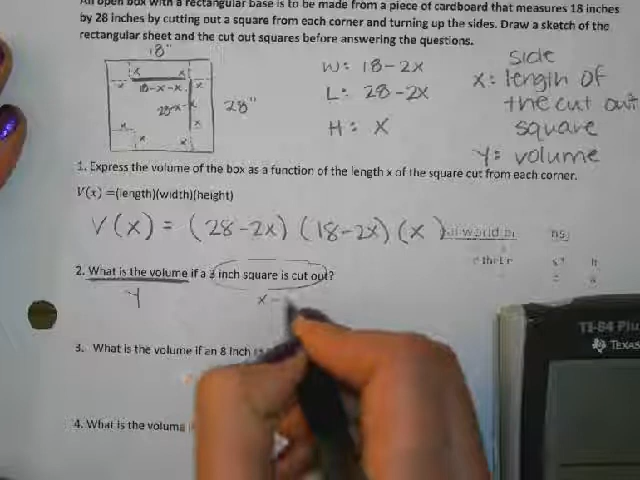 An open box with a rectangular base is to be made from a piece of cardboard that measures 18 inches
by 28 inches by cutting out a square from each corner and turning up the sides. Draw a sketch of the
rectangular sheet and the cut out squares before answering the questions.
18"
x x
x 18-x-x x
28-x- 28"
x
x x x
W: 18-2x
L: 28-2x
H: x
side
x: length of
the cut out
square
Y= volume
1. Express the volume of the box as a function of the length x of the square cut from each corner.
V(x) =(length)(width)(height)
V(x) = (28-2x) (18-2x) (x)
2. What is the volume if a 3 inch square is cut out?
Y x
3. What is the volume if an 8 inch
4. What is the volume
TI-84 Plu
TEXAS